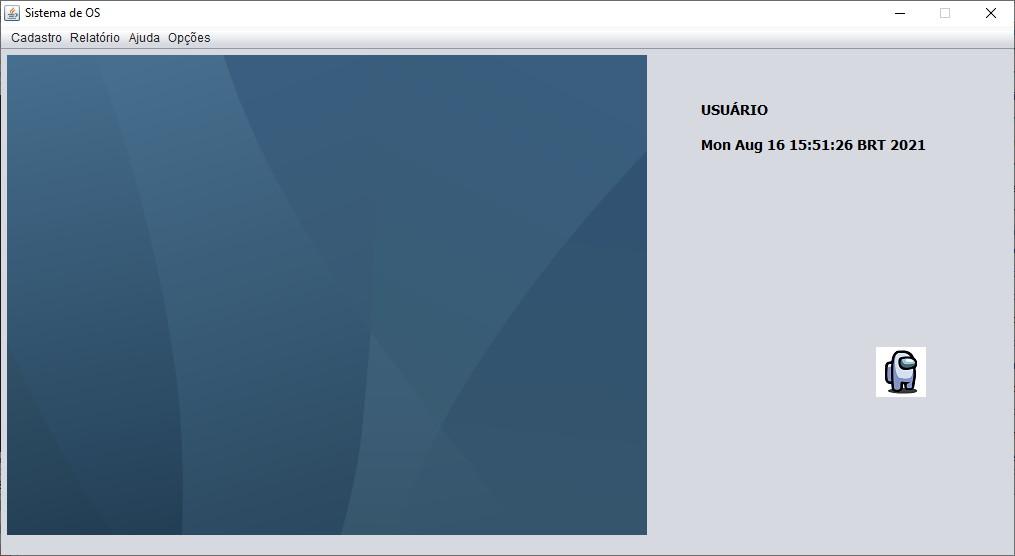 Sistema de OS
Cadastro Relatório Ajuda Opções
USUÁRIO
Mon Aug 16 15:51:26 BRT 2021